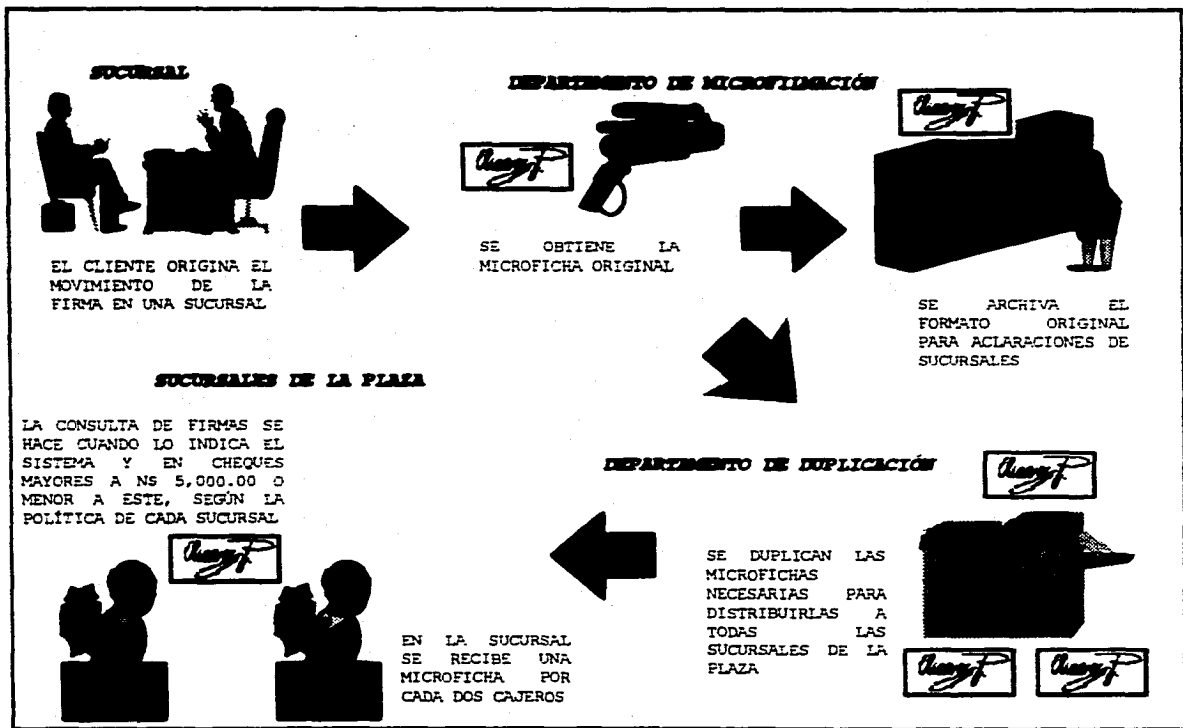 SUCURSAL
EL CLIENTE ORIGINA EL
MOVIMIENTO DE LA
FIRMA EN UNA SUCURSAL
DEPARTAMENTO DE MICROFILMACIÓN
SE OBTIENE LA
MICROFICHA ORIGINAL
SE ARCHIVA EL
FORMATO ORIGINAL
PARA ACLARACIONES DE
SUCURSALES
DEPARTAMENTO DE DUPLICACIÓN
SE DUPLICAN LAS
MICROFICHAS
NECESARIAS PARA
DISTRIBUIRLAS A
TODAS LAS
SUCURSALES DE LA
PLAZA
SUCURSALES DE LA PLAZA
LA CONSULTA DE FIRMAS SE
HACE CUANDO LO INDICA EL
SISTEMA Y EN CHEQUES
MAYORES A NS 5,000.00 O
MENOR A ESTE, SEGÚN LA
POLÍTICA DE CADA SUCURSAL
EN LA SUCURSAL
SE RECIBE UNA
MICROFICHA POR
CADA DOS CAJEROS